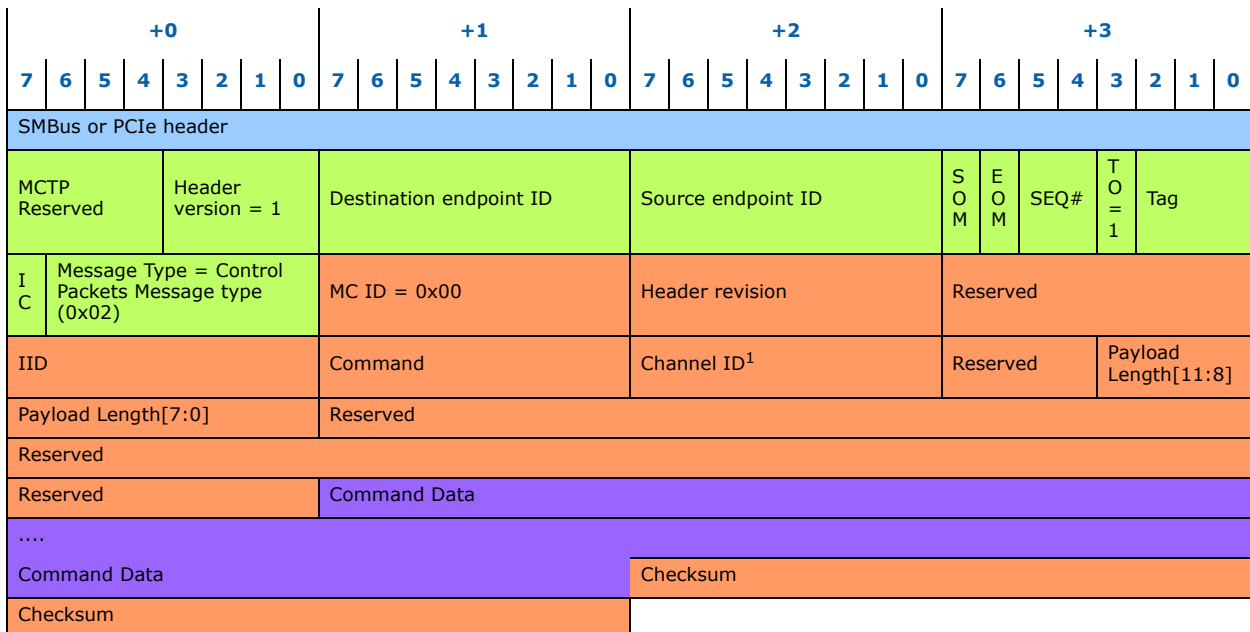 +0 +1 +2 +3
7 6 5 4 3 2 1 0 7 6 5 4 3 2 1 0 7 6 5 4 3 2 1 0 7 6 5 4 3 2 1 0
SMBus or PCIe header
MCTP
Reserved
Header
version = 1
Destination endpoint ID
Source endpoint ID
S
O
M
E
O
M
SEQ#
T
O
=
1
Tag
I
C
Message Type = Control
Packets Message type
(0x02)
MC ID = 0x00
Header revision
Reserved
IID
Command
Channel ID1
Reserved
Payload
Length[11:8]
Payload Length[7:0]
Reserved
Reserved
Reserved
Command Data
....
Command Data
Checksum
Checksum